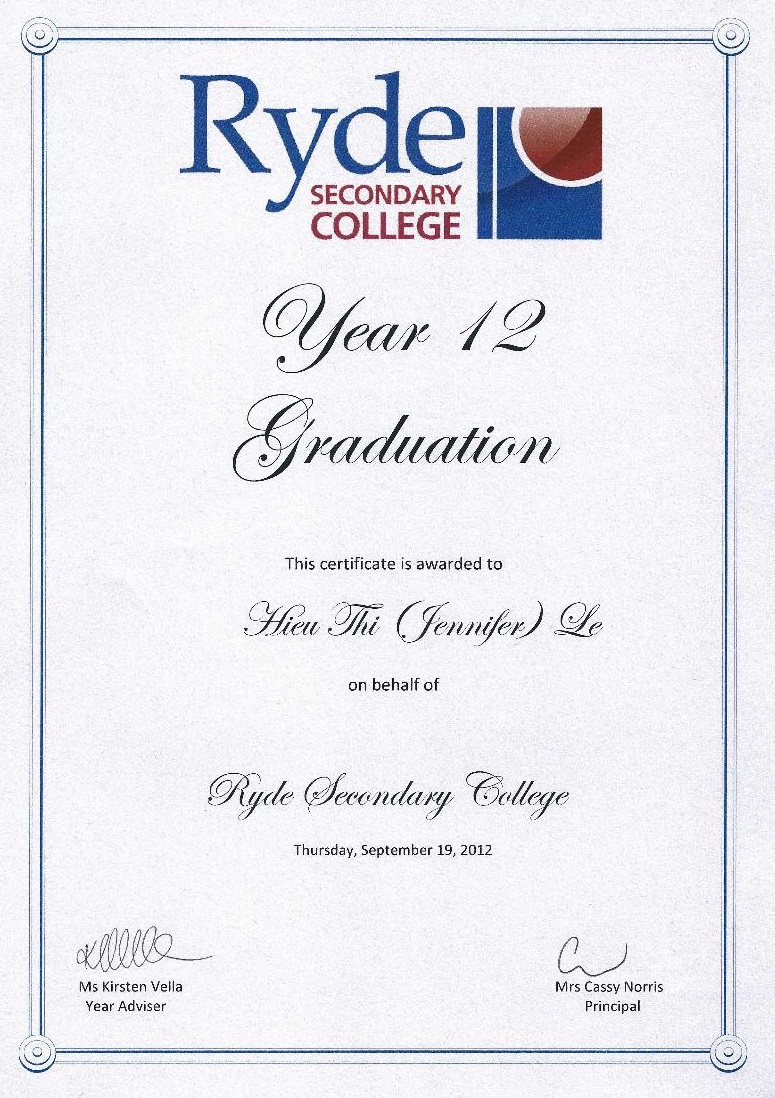 Ryde
SECONDARY
COLLEGE
Year 12
Graduation
This certificate is awarded to
Hieu Thi (Jennifer) Le
on behalf of
Ryde Secondary College
Thursday, September 19, 2012
Ms Kirsten Vella
Year Adviser
Mrs Cassy Norris
Principal